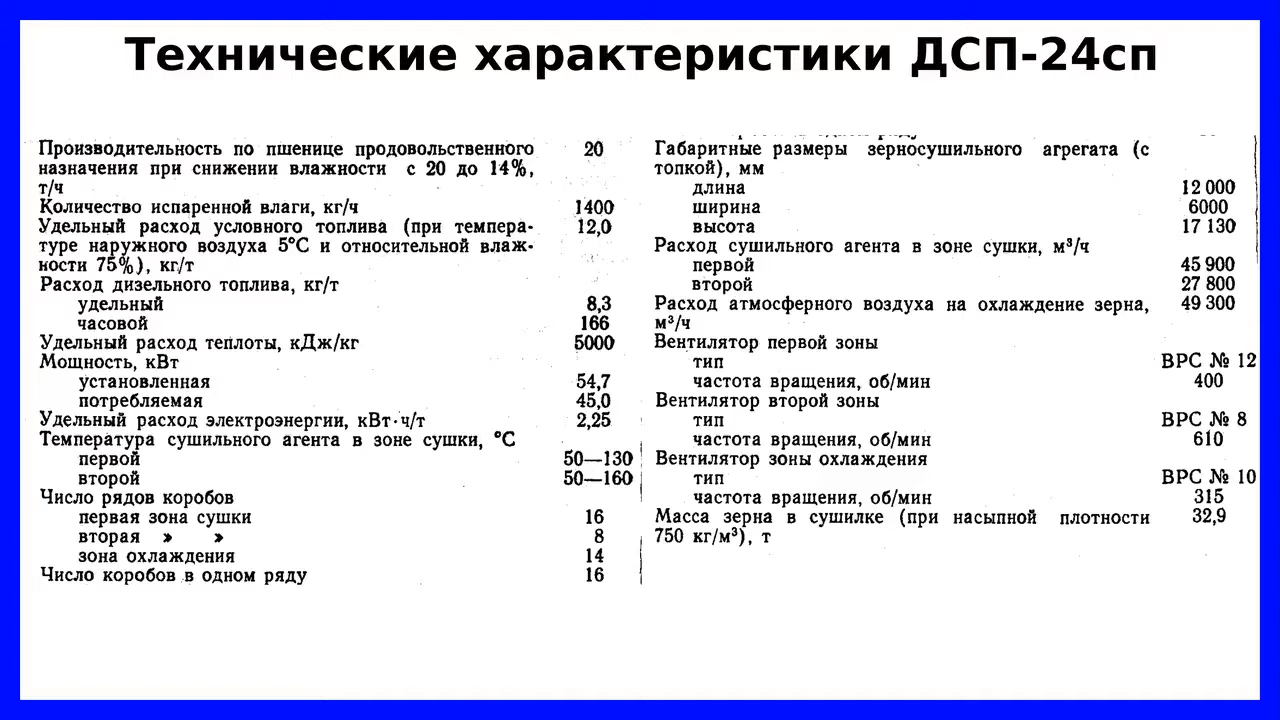 Технические характеристики ДСП-24сп
Производительность по пшенице продовольственного 20
назначения при снижении влажности с 20 до 14%,
т/ч
Количество испаренной влаги, кг/ч 1400
Удельный расход условного топлива (при темпера- 12,0
туре наружного воздуха 5°С и относительной влаж-
ности 75%), кг/т
Расход дизельного топлива, кг/т
удельный 8,3
часовой 166
Удельный расход теплоты, кДж/кг 5000
Мощность, кВт
установленная 54,7
потребляемая 45,0
Удельный расход электроэнергии, кВт·ч/т 2,25
Температура сушильного агента в зоне сушки, °С
первой 50—130
второй 50—160
Число рядов коробов
первая зона сушки 16
вторая » » 8
зона охлаждения 14
Число коробов в одном ряду 16
Габаритные размеры зерносушильного агрегата (с
топкой), мм
длина 12 000
ширина 6000
высота 17 130
Расход сушильного агента в зоне сушки, м³/ч
первой 45 900
второй 27 800
Расход атмосферного воздуха на охлаждение зерна, 49 300
м³/ч
Вентилятор первой зоны
тип ВРС № 12
частота вращения, об/мин 400
Вентилятор второй зоны
тип ВРС № 8
частота вращения, об/мин 610
Вентилятор зоны охлаждения
тип ВРС № 10
частота вращения, об/мин 315
Масса зерна в сушилке (при насыпной плотности 32,9
750 кг/м³), т